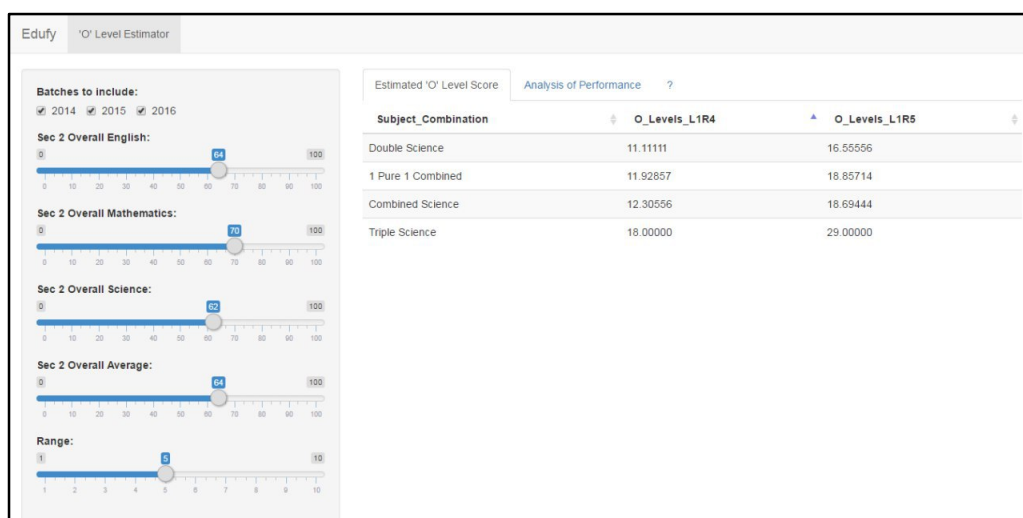 Edufy 'O' Level Estimator
Batches to include:
2014 2015 2016
Sec 2 Overall English:
0 64 100
0 10 20 30 40 50 60 70 80 90 100
Sec 2 Overall Mathematics:
0 70 100
0 10 20 30 40 50 60 70 80 90 100
Sec 2 Overall Science:
0 62 100
0 10 20 30 40 50 60 70 80 90 100
Sec 2 Overall Average:
0 64 100
0 10 20 30 40 50 60 70 80 90 100
Range:
1 5 10
1 2 3 4 5 6 7 8 9 10
Estimated 'O' Level Score Analysis of Performance ?
Subject_Combination O_Levels_L1R4 O_Levels_L1R5
Double Science 11.11111 16.55556
1 Pure 1 Combined 11.92857 18.85714
Combined Science 12.30556 18.69444
Triple Science 18.00000 29.00000